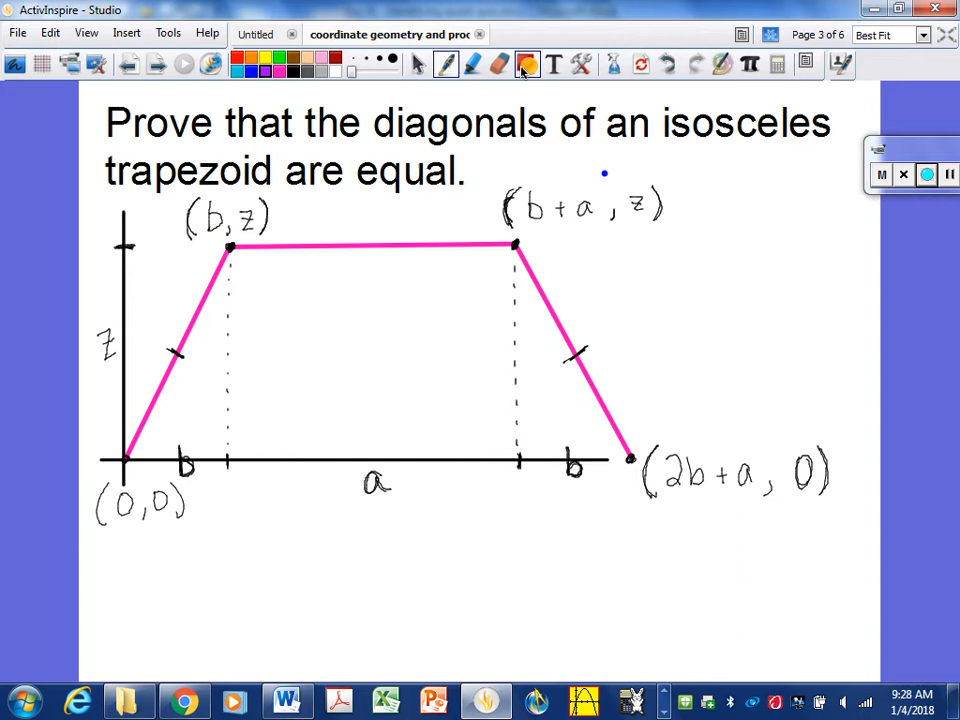 ActivInspire - Studio
File Edit View Insert Tools Help
Untitled
coordinate geometry and proc
Page 3 of 6
Best Fit
T
π
M
Prove that the diagonals of an isosceles
trapezoid are equal.
(b,z)
(b+a, z)
z
b
a
b
(0,0)
(2b+a, 0)
9:28 AM
1/4/2018